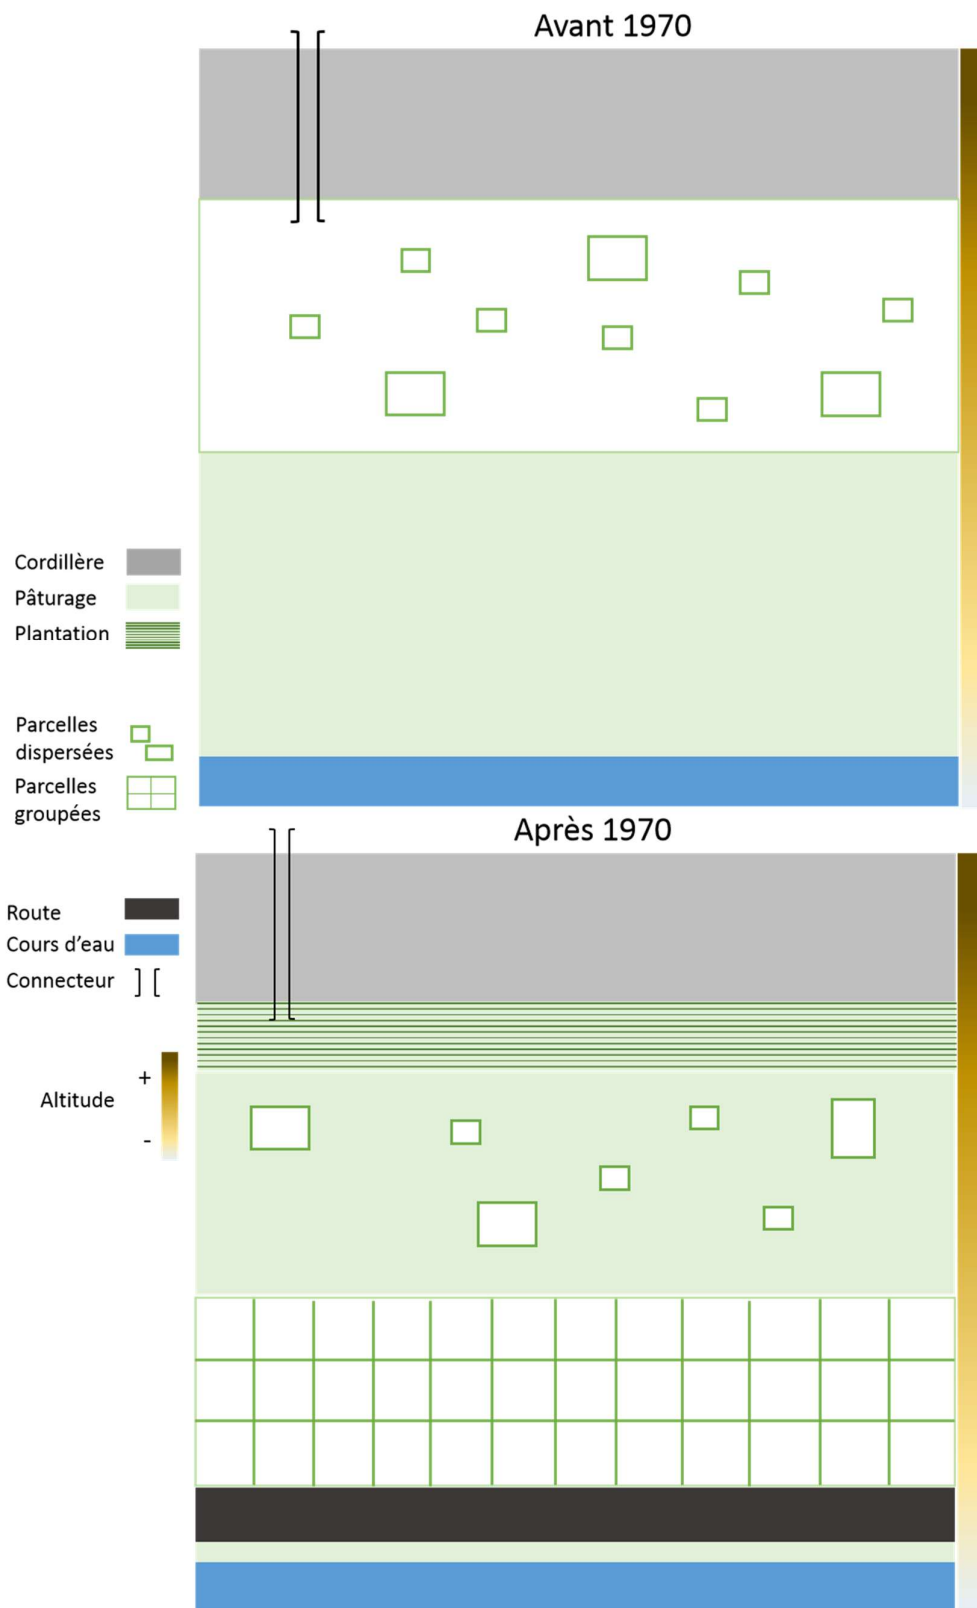 Avant 1970
Cordillère
Pâturage
Plantation
Parcelles
dispersées
Parcelles
groupées
Après 1970
Route
Cours d'eau
Connecteur
+
Altitude
-